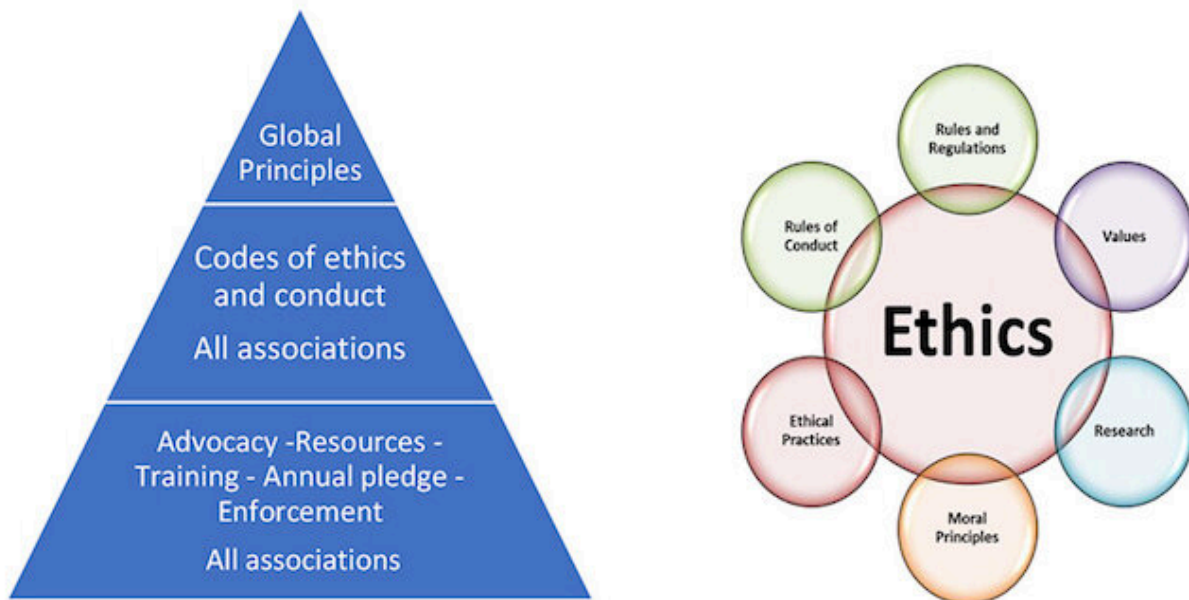 Global
Principles
Codes of ethics
and conduct
All associations
Advocacy -Resources -
Training - Annual pledge -
Enforcement
All associations
Rules and
Regulations
Rules of
Conduct
Values
Ethics
Ethical
Practices
Research
Moral
Principles